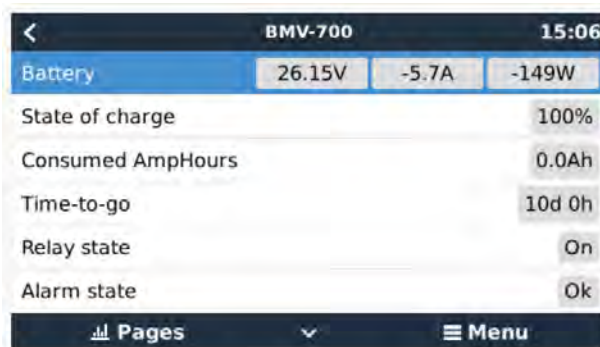 BMV-700 15:06
Battery 26.15V -5.7A -149W
State of charge 100%
Consumed AmpHours 0.0Ah
Time-to-go 10d 0h
Relay state On
Alarm state Ok
Pages Menu